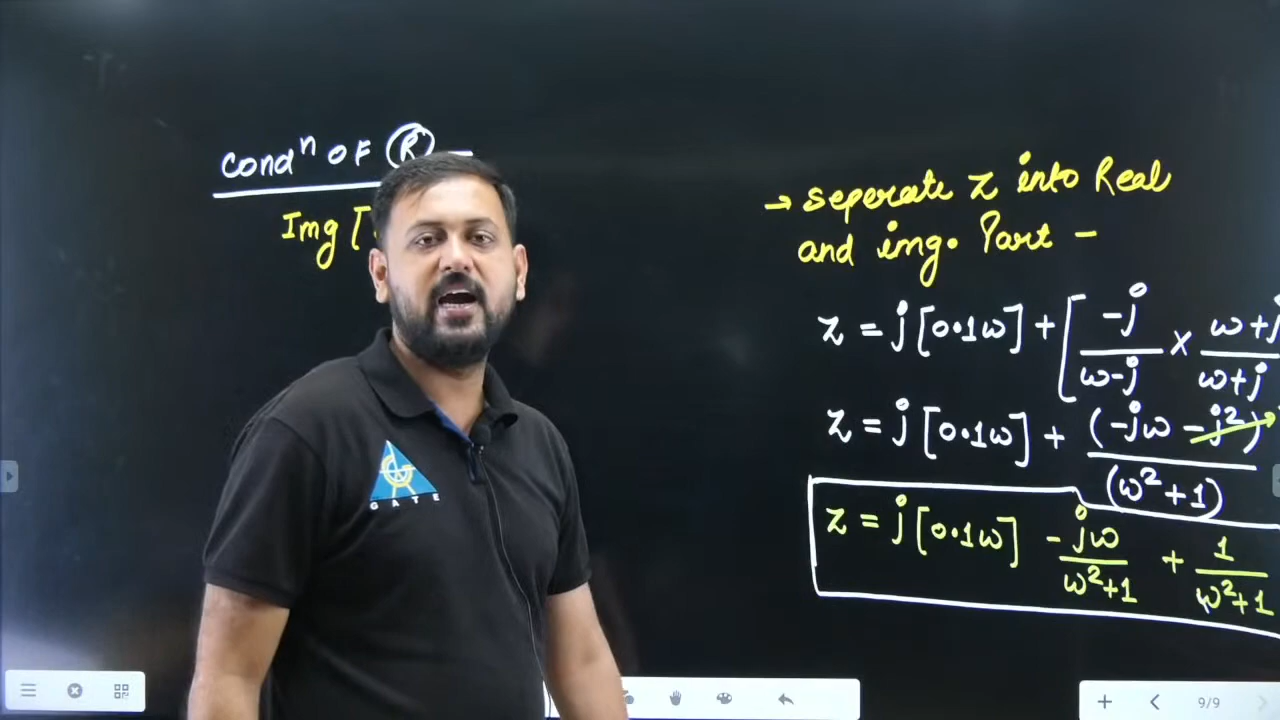 Condⁿ OF Ⓡ –
Img [
→ seperate z into Real
and img. Part –
z = j [0.1ω] + [ -j/(ω-j) × (ω+j)/(ω+j)
z = j [0.1ω] + (-jω - j²)/(ω²+1)
z = j [0.1ω] - jω/(ω²+1) + 1/(ω²+1)
GATE
9/9